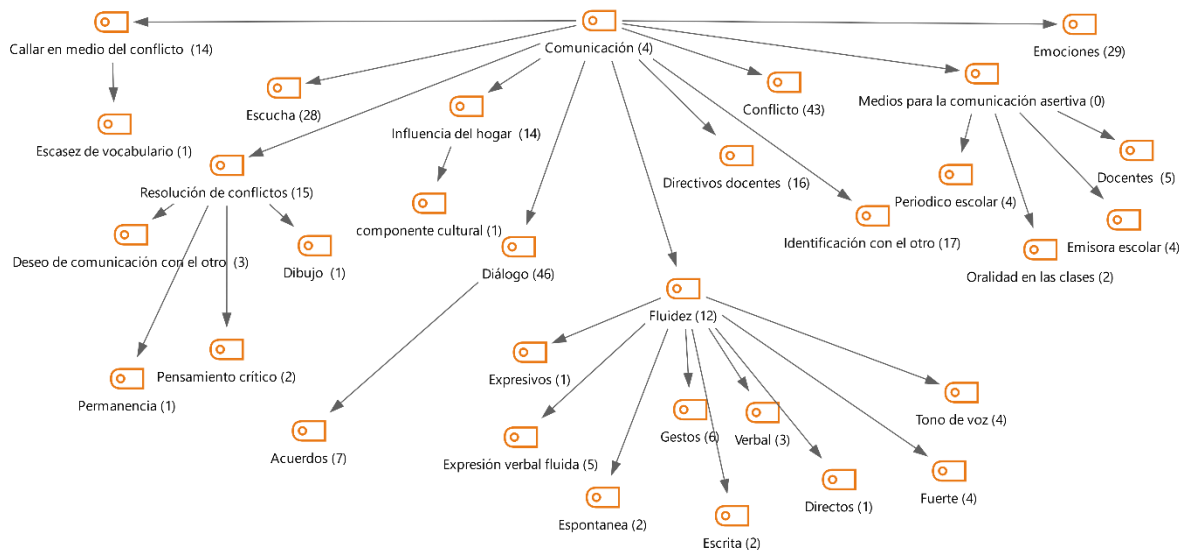 Callar en medio del conflicto (14)
Comunicación (4)
Emociones (29)
Escucha (28)
Influencia del hogar (14)
Conflicto (43)
Medios para la comunicación asertiva (0)
Escasez de vocabulario (1)
Resolución de conflictos (15)
Directivos docentes (16)
Docentes (5)
Periodico escolar (4)
componente cultural (1)
Identificación con el otro (17)
Emisora escolar (4)
Deseo de comunicación con el otro (3)
Dibujo (1)
Diálogo (46)
Oralidad en las clases (2)
Fluidez (12)
Pensamiento crítico (2)
Permanencia (1)
Expresivos (1)
Tono de voz (4)
Gestos (6)
Verbal (3)
Acuerdos (7)
Expresión verbal fluida (5)
Fuerte (4)
Directos (1)
Espontanea (2)
Escrita (2)